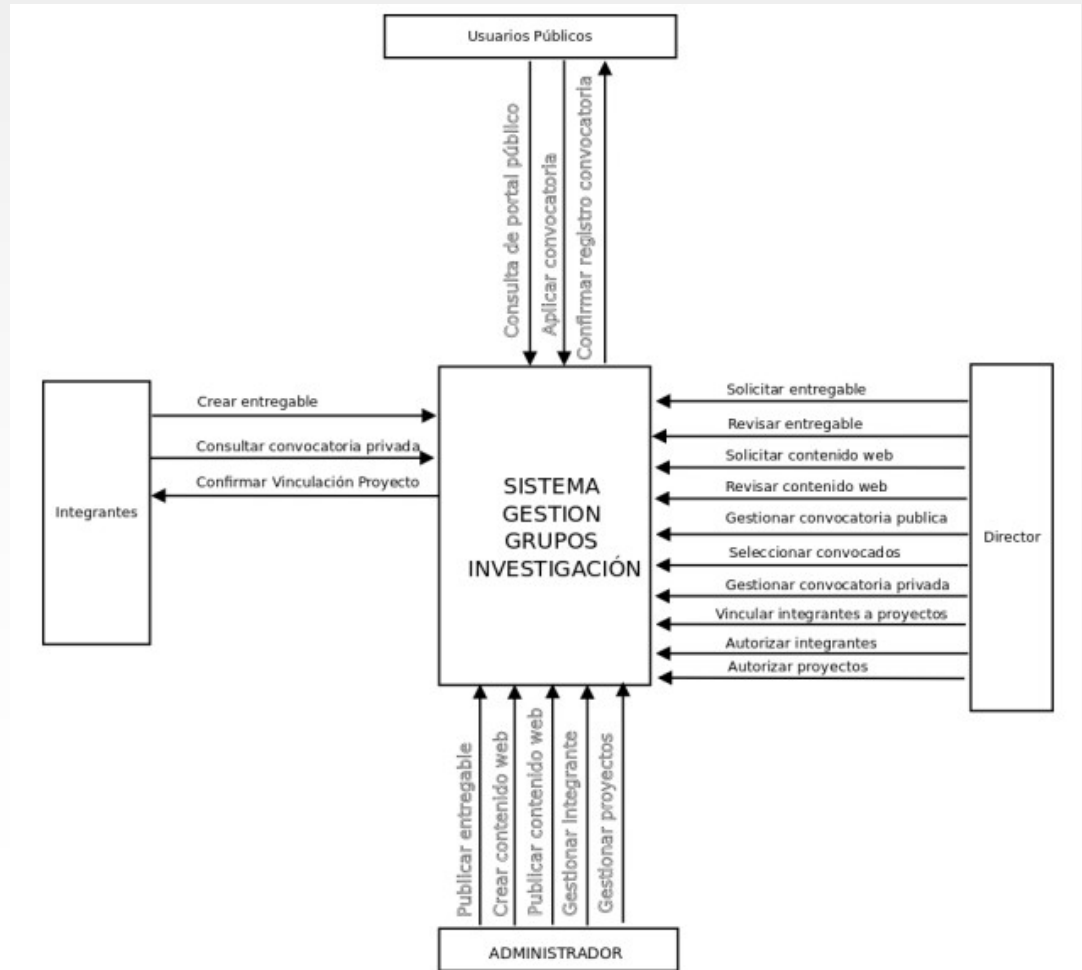 Usuarios Públicos
Consulta de portal público
Aplicar convocatoria
Confirmar registro convocatoria
Integrantes
Crear entregable
Consultar convocatoria privada
Confirmar Vinculación Proyecto
SISTEMA
GESTION
GRUPOS
INVESTIGACIÓN
Solicitar entregable
Revisar entregable
Solicitar contenido web
Revisar contenido web
Gestionar convocatoria publica
Seleccionar convocados
Gestionar convocatoria privada
Vincular integrantes a proyectos
Autorizar integrantes
Autorizar proyectos
Director
Publicar entregable
Crear contenido web
Publicar contenido web
Gestionar integrante
Gestionar proyectos
ADMINISTRADOR